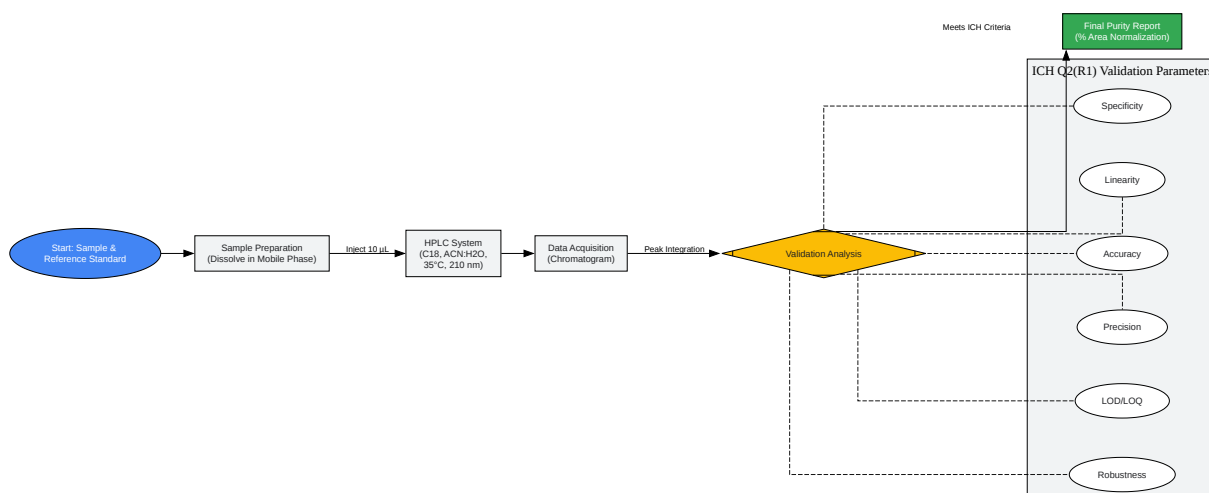 Meets ICH Criteria
Final Purity Report
(% Area Normalization)
ICH Q2(R1) Validation Parameters
Specificity
Linearity
Start: Sample &
Reference Standard
Sample Preparation
(Dissolve in Mobile Phase)
Inject 10 µL
HPLC System
(C18, ACN:H2O,
35°C, 210 nm)
Data Acquisition
(Chromatogram)
Peak Integration
Validation Analysis
Accuracy
Precision
LOD/LOQ
Robustness